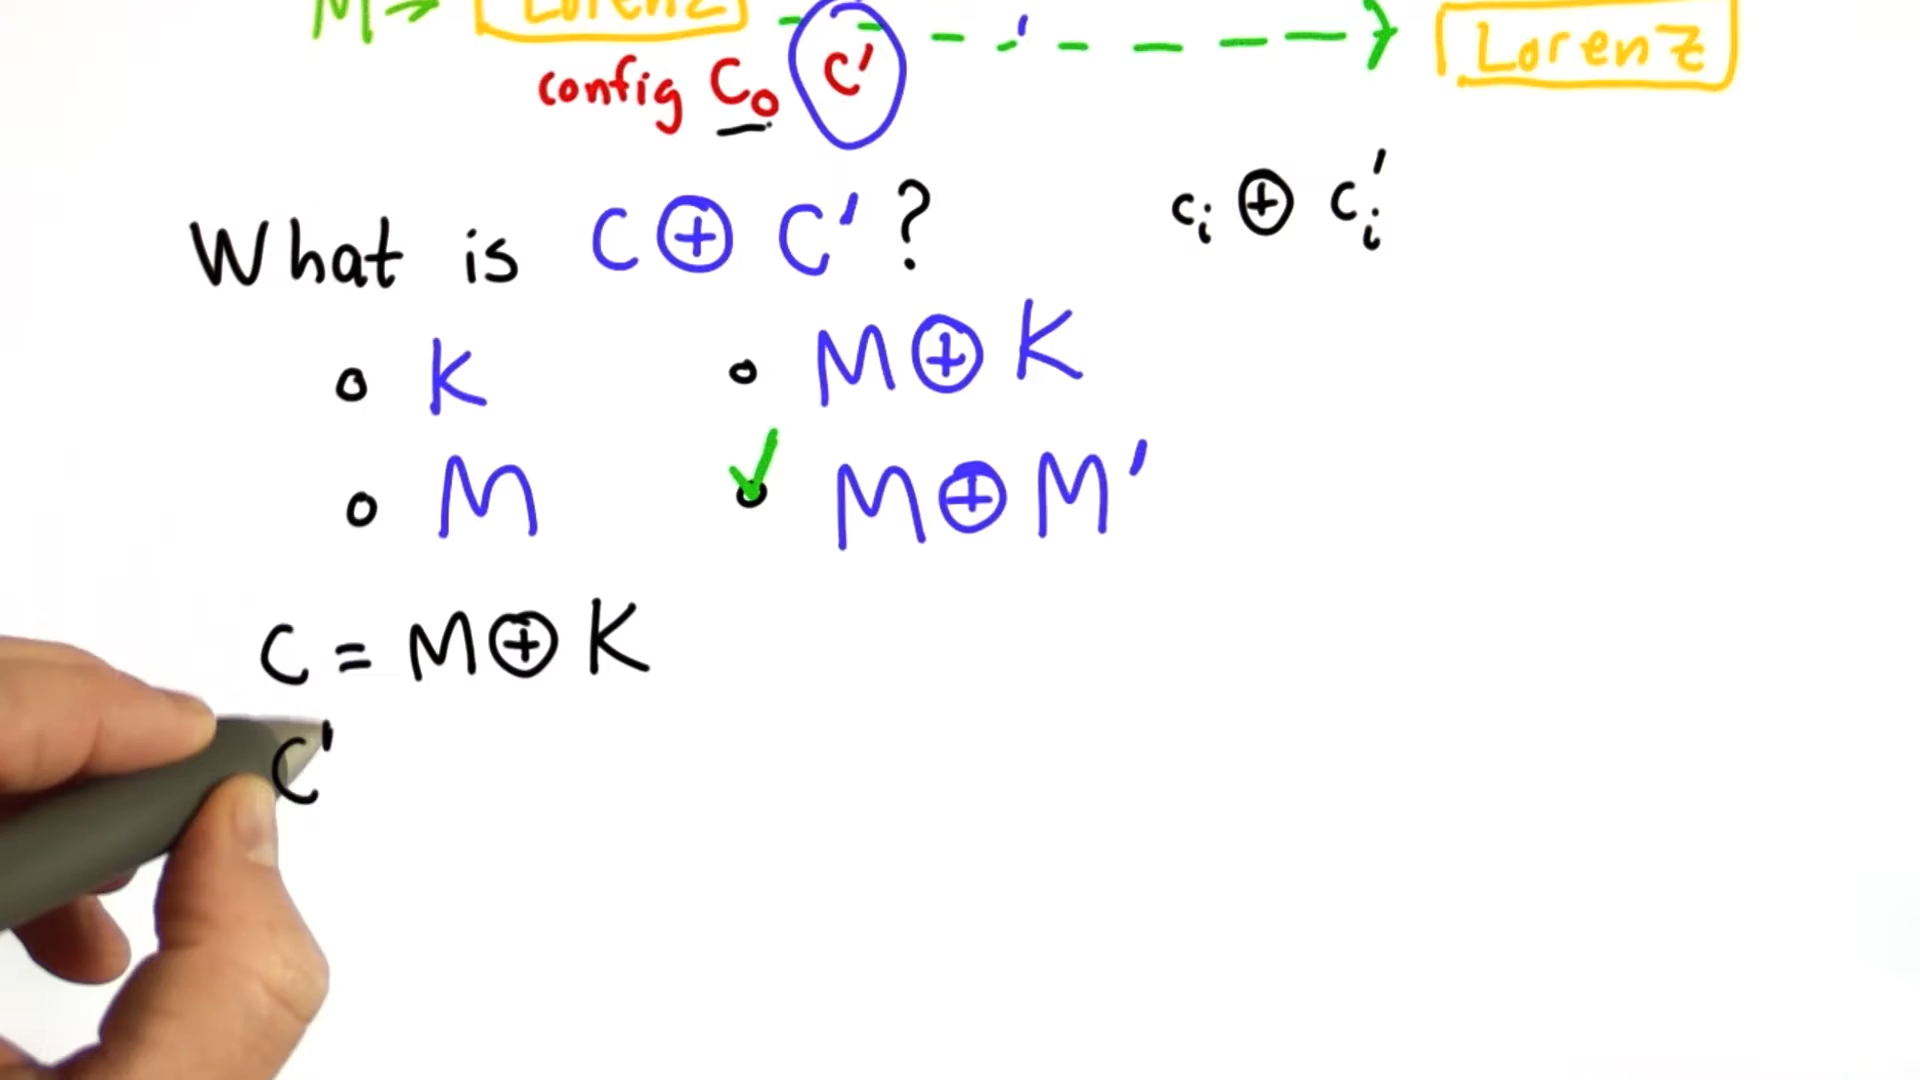 M → Lorenz
Lorenz
config C₀ C'
What is C ⊕ C' ?
cᵢ ⊕ cᵢ'
K
M ⊕ K
M
M ⊕ M'
C = M ⊕ K
C'